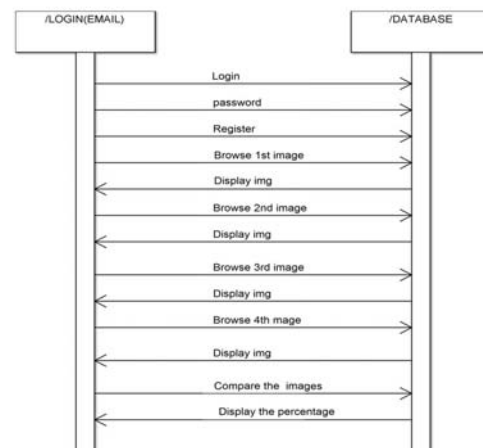 /LOGIN(EMAIL)
/DATABASE
Login
password
Register
Browse 1st image
Display img
Browse 2nd image
Display img
Browse 3rd image
Display img
Browse 4th mage
Display img
Compare the images
Display the percentage